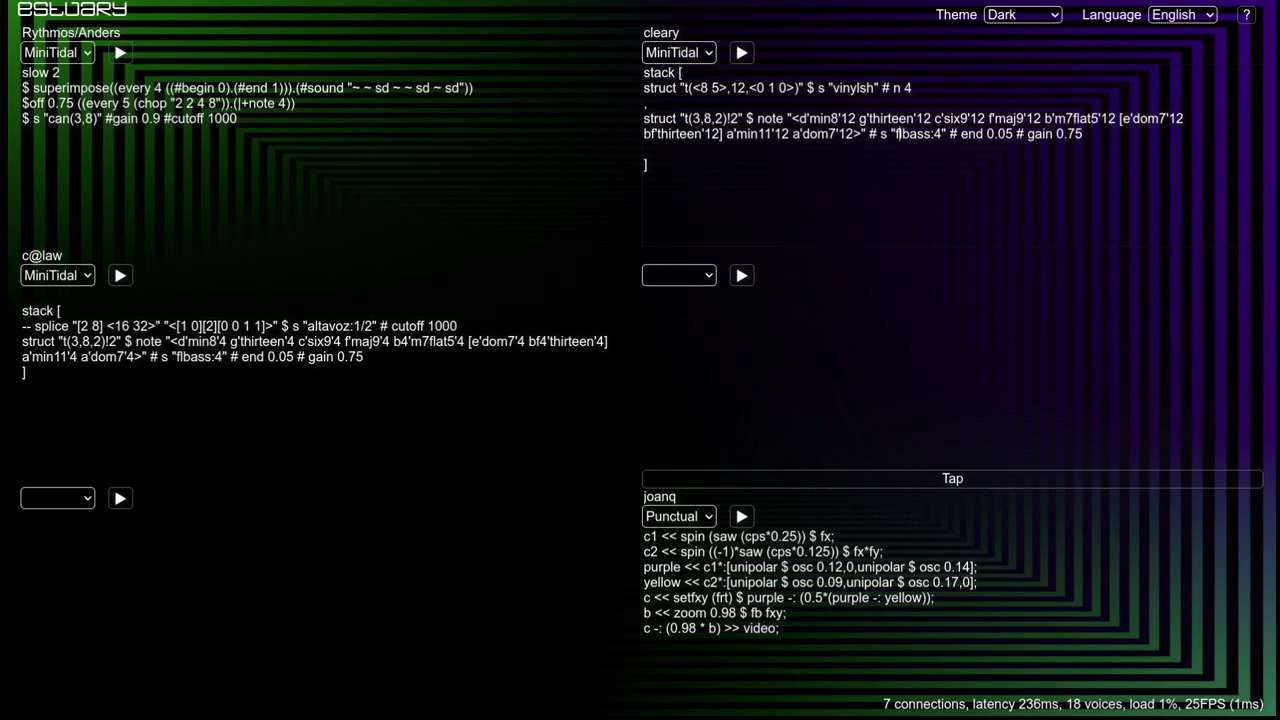 estuary
Theme Dark Language English ?
Rythmos/Anders
MiniTidal
slow 2
$ superimpose((every 4 ((#begin 0).(#end 1))).(#sound "~ ~ sd ~ ~ sd ~ sd"))
$off 0.75 ((every 5 (chop "2 2 4 8")).(|+note 4))
$ s "can(3,8)" #gain 0.9 #cutoff 1000
cleary
MiniTidal
stack [
struct "t(<8 5>,12,<0 1 0>)" $ s "vinylsh" # n 4
,
struct "t(3,8,2)!2" $ note "<d'min8'12 g'thirteen'12 c'six9'12 f'maj9'12 b'm7flat5'12 [e'dom7'12
bf'thirteen'12] a'min11'12 a'dom7'12>" # s "flbass:4" # end 0.05 # gain 0.75
]
c@law
MiniTidal
stack [
-- splice "[2 8] <16 32>" "<[1 0][2][0 0 1 1]>" $ s "altavoz:1/2" # cutoff 1000
struct "t(3,8,2)!2" $ note "<d'min8'4 g'thirteen'4 c'six9'4 f'maj9'4 b4'm7flat5'4 [e'dom7'4 bf4'thirteen'4]
a'min11'4 a'dom7'4>" # s "flbass:4" # end 0.05 # gain 0.75
]
Tap
joanq
Punctual
c1 << spin (saw (cps*0.25)) $ fx;
c2 << spin ((-1)*saw (cps*0.125)) $ fx*fy;
purple << c1*:[unipolar $ osc 0.12,0,unipolar $ osc 0.14];
yellow << c2*:[unipolar $ osc 0.09,unipolar $ osc 0.17,0];
c << setfxy (frt) $ purple -: (0.5*(purple -: yellow));
b << zoom 0.98 $ fb fxy;
c -: (0.98 * b) >> video;
7 connections, latency 236ms, 18 voices, load 1%, 25FPS (1ms)